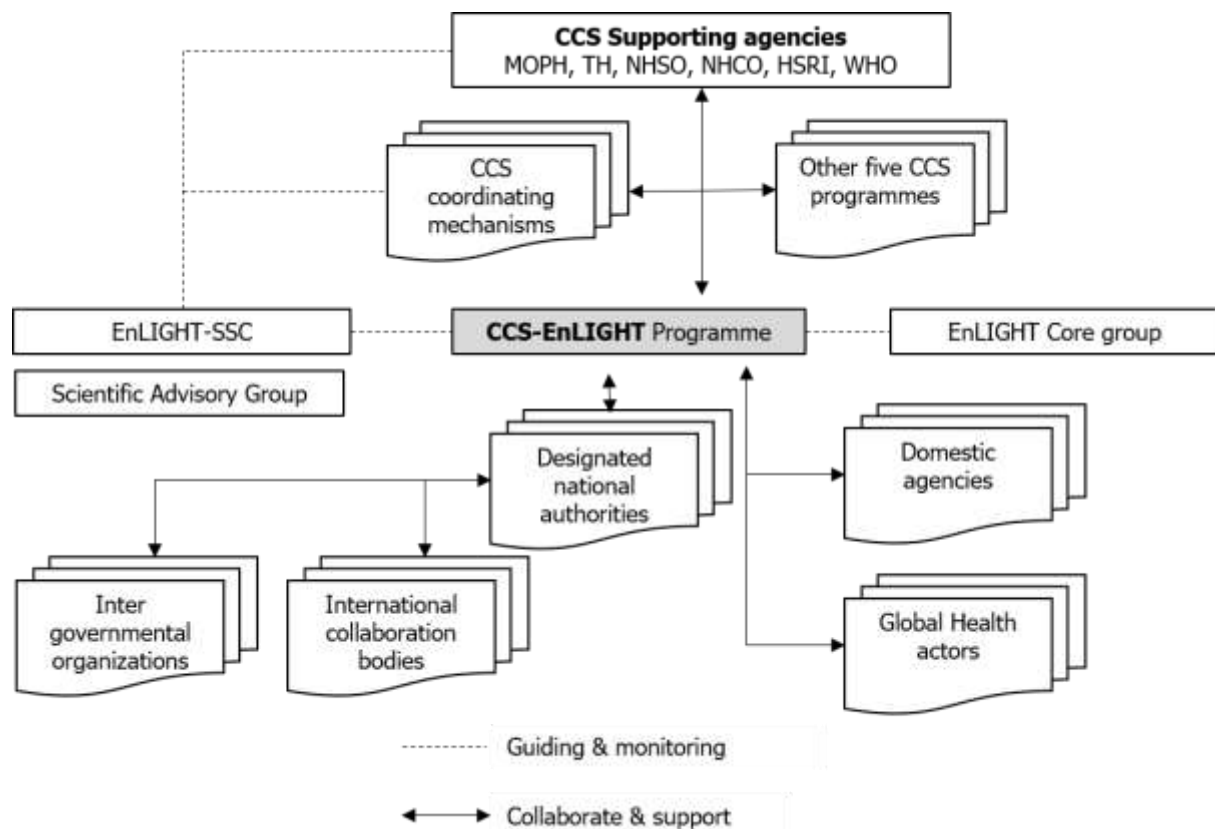 CCS Supporting agencies
MOPH, TH, NHSO, NHCO, HSRI, WHO
CCS
coordinating
mechanisms
Other five CCS
programmes
EnLIGHT-SSC
CCS-EnLIGHT Programme
EnLIGHT Core group
Scientific Advisory Group
Designated
national
authorities
Domestic
agencies
Inter
governmental
organizations
International
collaboration
bodies
Global Health
actors
Guiding & monitoring
Collaborate & support